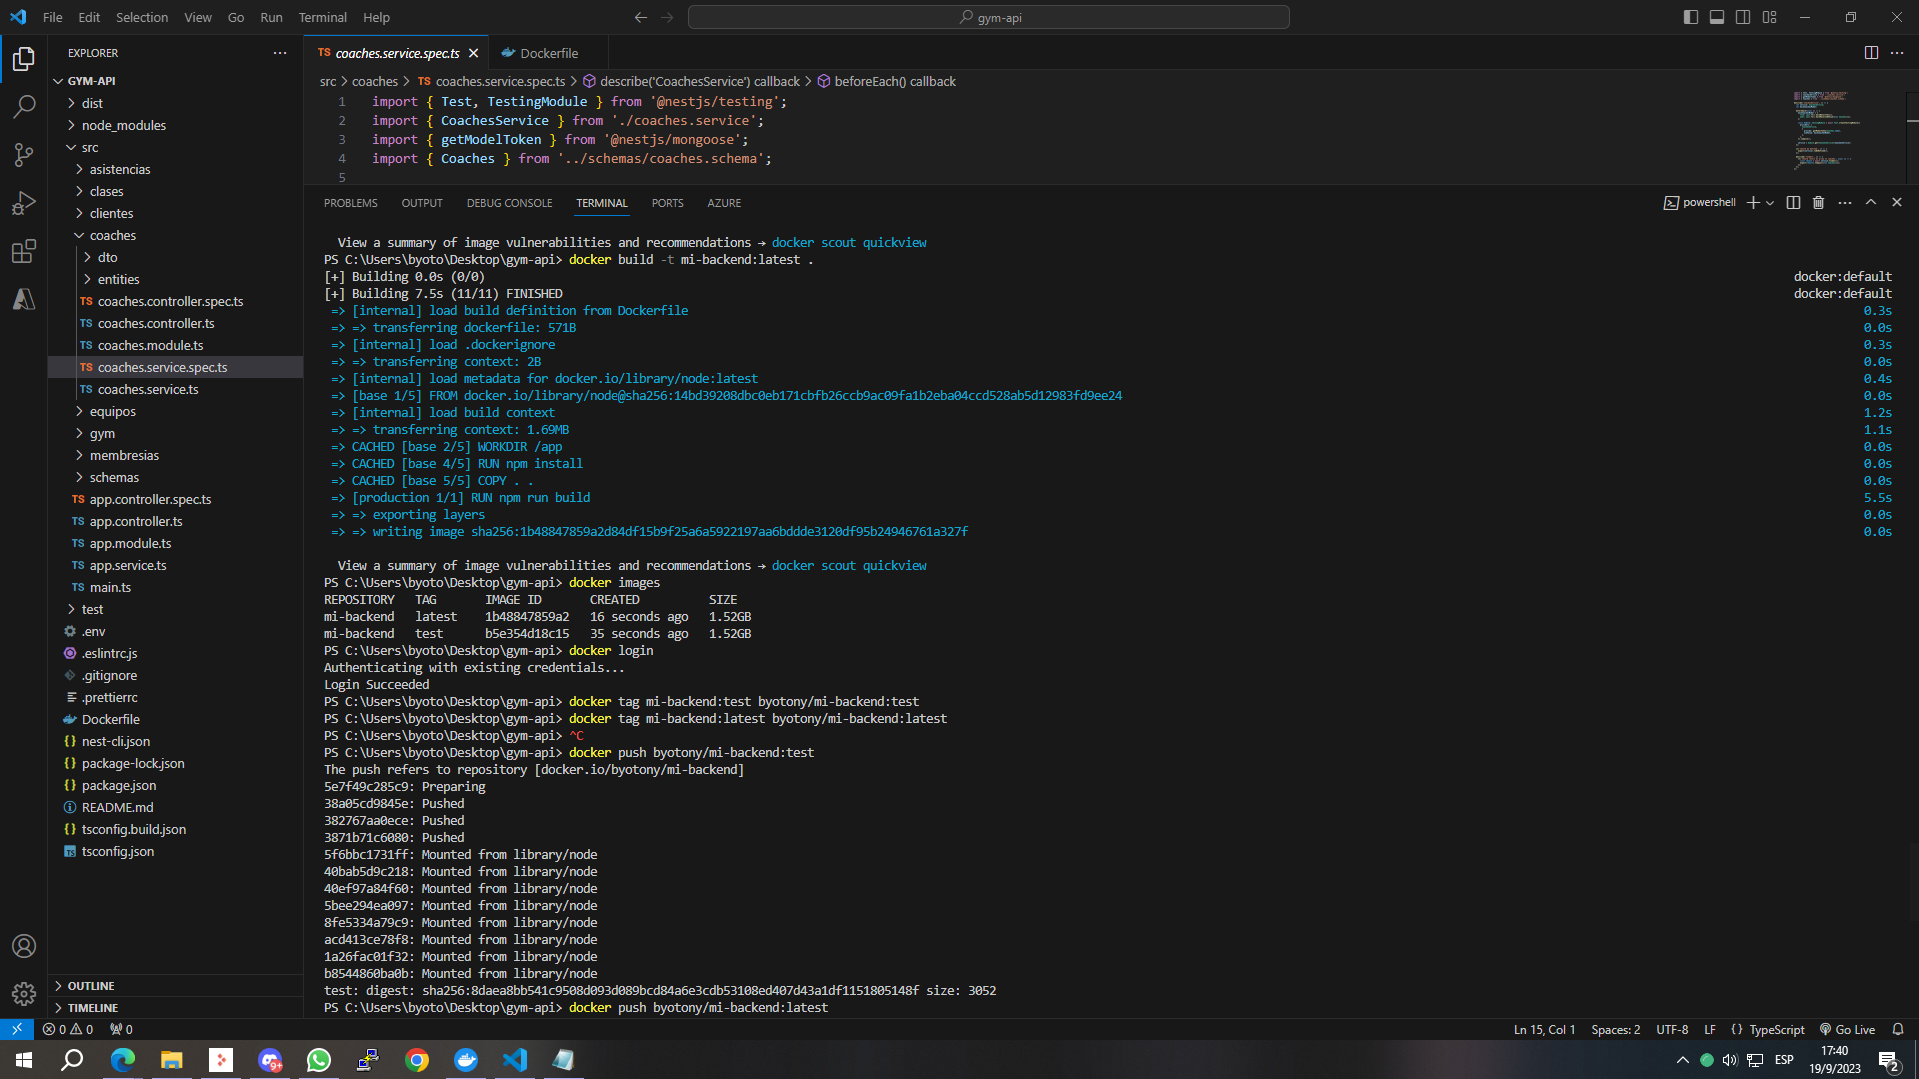 File Edit Selection View Go Run Terminal Help
gym-api
EXPLORER
GYM-API
dist
node_modules
src
asistencias
clases
clientes
coaches
dto
entities
TS coaches.controller.spec.ts
TS coaches.controller.ts
TS coaches.module.ts
TS coaches.service.spec.ts
TS coaches.service.ts
equipos
gym
membresias
schemas
TS app.controller.spec.ts
TS app.controller.ts
TS app.module.ts
TS app.service.ts
TS main.ts
test
.env
.eslintrc.js
.gitignore
.prettierrc
Dockerfile
{} nest-cli.json
{} package-lock.json
{} package.json
README.md
{} tsconfig.build.json
TS tsconfig.json
OUTLINE
TIMELINE
TS coaches.service.spec.ts
Dockerfile
src > coaches > TS coaches.service.spec.ts > describe('CoachesService') callback > beforeEach() callback
1 import { Test, TestingModule } from '@nestjs/testing';
2 import { CoachesService } from './coaches.service';
3 import { getModelToken } from '@nestjs/mongoose';
4 import { Coaches } from '../schemas/coaches.schema';
5
PROBLEMS OUTPUT DEBUG CONSOLE TERMINAL PORTS AZURE
powershell
View a summary of image vulnerabilities and recommendations → docker scout quickview
PS C:\Users\byoto\Desktop\gym-api> docker build -t mi-backend:latest .
[+] Building 0.0s (0/0) docker:default
[+] Building 7.5s (11/11) FINISHED docker:default
=> [internal] load build definition from Dockerfile 0.3s
=> => transferring dockerfile: 571B 0.0s
=> [internal] load .dockerignore 0.3s
=> => transferring context: 2B 0.0s
=> [internal] load metadata for docker.io/library/node:latest 0.4s
=> [base 1/5] FROM docker.io/library/node@sha256:14bd39208dbc0eb171cbfb26ccb9ac09fa1b2eba04ccd528ab5d12983fd9ee24 0.0s
=> [internal] load build context 1.2s
=> => transferring context: 1.69MB 1.1s
=> CACHED [base 2/5] WORKDIR /app 0.0s
=> CACHED [base 4/5] RUN npm install 0.0s
=> CACHED [base 5/5] COPY . . 0.0s
=> [production 1/1] RUN npm run build 5.5s
=> => exporting layers 0.0s
=> => writing image sha256:1b48847859a2d84df15b9f25a6a5922197aa6bddde3120df95b24946761a327f 0.0s
View a summary of image vulnerabilities and recommendations → docker scout quickview
PS C:\Users\byoto\Desktop\gym-api> docker images
REPOSITORY TAG IMAGE ID CREATED SIZE
mi-backend latest 1b48847859a2 16 seconds ago 1.52GB
mi-backend test b5e354d18c15 35 seconds ago 1.52GB
PS C:\Users\byoto\Desktop\gym-api> docker login
Authenticating with existing credentials...
Login Succeeded
PS C:\Users\byoto\Desktop\gym-api> docker tag mi-backend:test byotony/mi-backend:test
PS C:\Users\byoto\Desktop\gym-api> docker tag mi-backend:latest byotony/mi-backend:latest
PS C:\Users\byoto\Desktop\gym-api> ^C
PS C:\Users\byoto\Desktop\gym-api> docker push byotony/mi-backend:test
The push refers to repository [docker.io/byotony/mi-backend]
5e7f49c285c9: Preparing
38a05cd9845e: Pushed
382767aa0ece: Pushed
3871b71c6080: Pushed
5f6bbc1731ff: Mounted from library/node
40bab5d9c218: Mounted from library/node
40ef97a84f60: Mounted from library/node
5bee294ea097: Mounted from library/node
8fe5334a79c9: Mounted from library/node
acd413ce78f8: Mounted from library/node
1a26fac01f32: Mounted from library/node
b8544860ba0b: Mounted from library/node
test: digest: sha256:8daea8bb541c9508d093d089bcd84a6e3cdb53108ed407d43a1df1151805148f size: 3052
PS C:\Users\byoto\Desktop\gym-api> docker push byotony/mi-backend:latest
0 0 0
Ln 15, Col 1 Spaces: 2 UTF-8 LF {} TypeScript Go Live
9+
ESP
17:40
19/9/2023
2